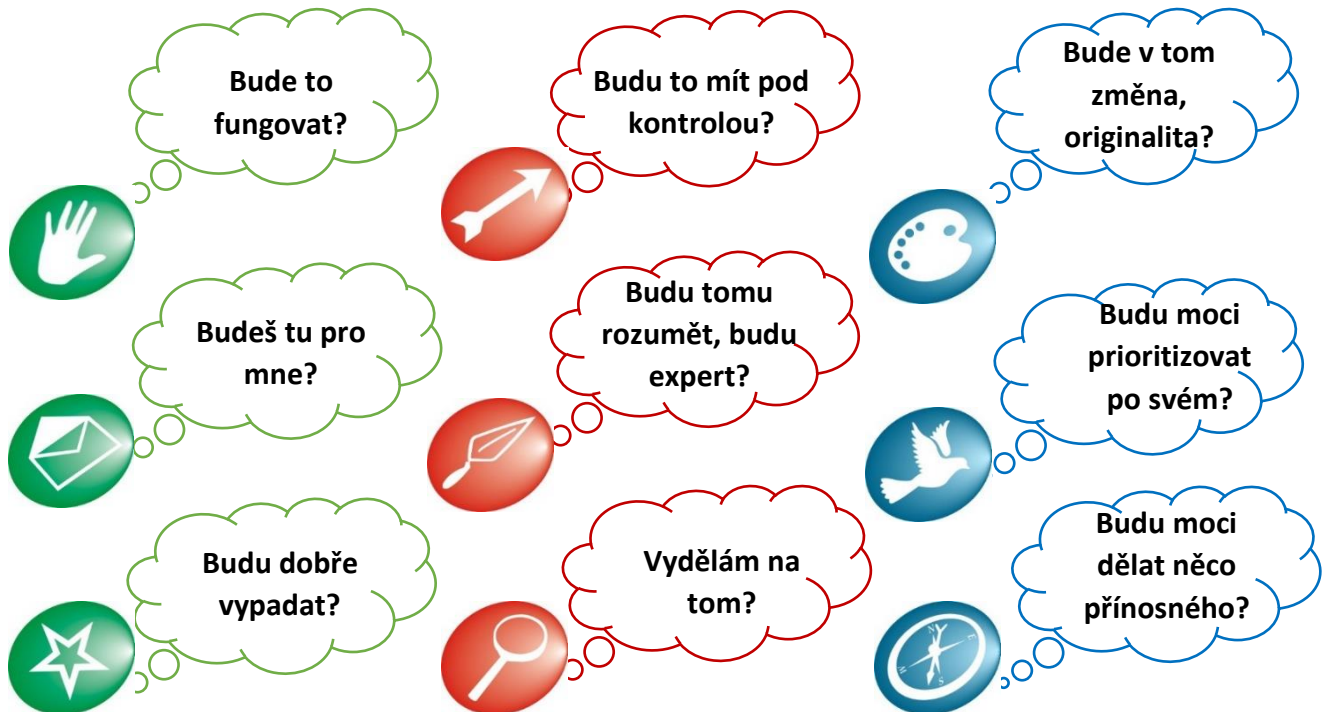 Bude to
fungovat?
Budu to mít pod
kontrolou?
Bude v tom
změna,
originalita?
Budeš tu pro
mne?
Budu tomu
rozumět, budu
expert?
Budu moci
prioritizovat
po svém?
Budu dobře
vypadat?
Vydělám na
tom?
Budu moci
dělat něco
přínosného?
N
E
S
W